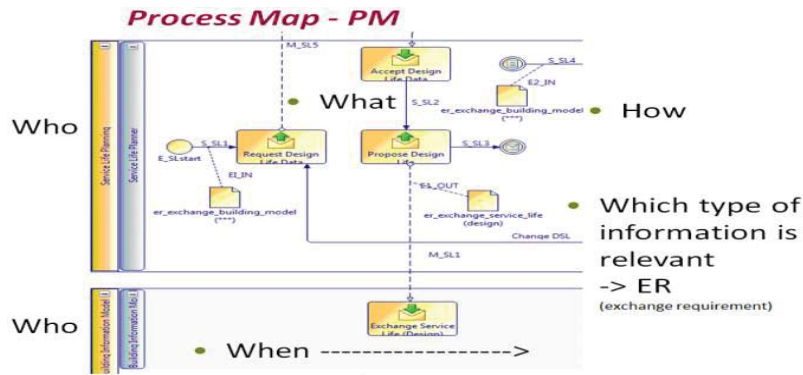 Process Map - PM
M_SL5
Accept Design
Life Data
S_SL4
E2_IN
What
S_SL2
er_exchange_building_model
(***)
How
Who
Service Life Planning
Service Life Planner
S_SL1
E_SLstart
Request Design
Life Data
Propose Design
Life
S_SL3
EI_IN
E1_OUT
er_exchange_building_model
(***)
er_exchange_service_life
(design)
Which type of
information is
relevant
-> ER
(exchange requirement)
Change DSL
M_SL1
Who
Building Information Model
Building Information Mo
Exchange Service
Life (Design)
When ------------------->